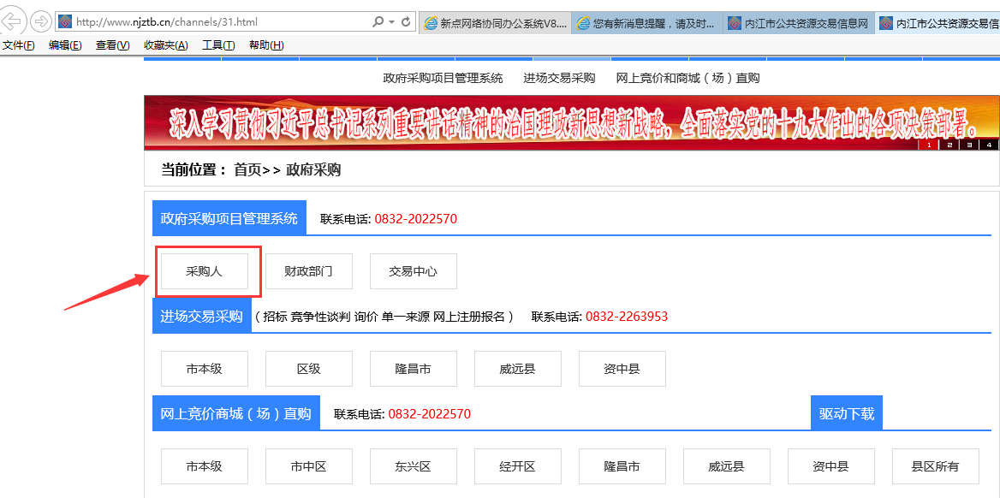 http://www.njztb.cn/channels/31.html
新点网络协同办公系统V8....
您有新消息提醒，请及时...
内江市公共资源交易信息网
内江市公共资源交易信息
文件(F) 编辑(E) 查看(V) 收藏夹(A) 工具(T) 帮助(H)
政府采购项目管理系统 进场交易采购 网上竞价和商城（场）直购
深入学习贯彻习近平总书记系列重要讲话精神的治国理政新思想新战略，全面落实党的十九大作出的各项决策部署。
1 2 3 4
当前位置： 首页>> 政府采购
政府采购项目管理系统 联系电话: 0832-2022570
采购人 财政部门 交易中心
进场交易采购 ( 招标 竞争性谈判 询价 单一来源 网上注册报名 ) 联系电话: 0832-2263953
市本级 区级 隆昌市 威远县 资中县
网上竞价商城（场）直购 联系电话: 0832-2022570 驱动下载
市本级 市中区 东兴区 经开区 隆昌市 威远县 资中县 县区所有